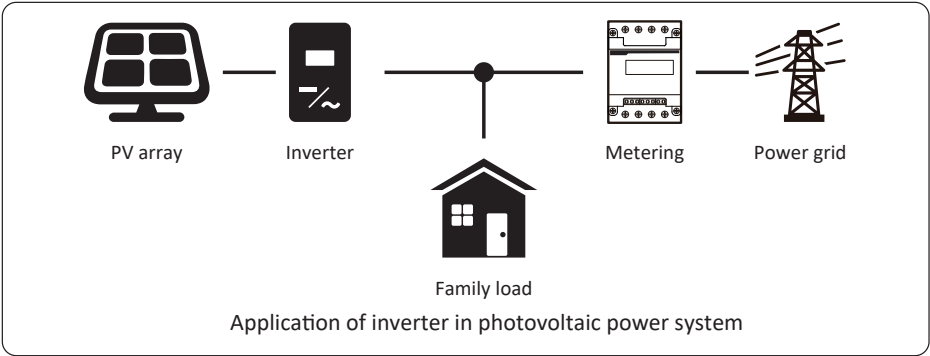 PV array
Inverter
Metering
Power grid
Family load
Application of inverter in photovoltaic power system